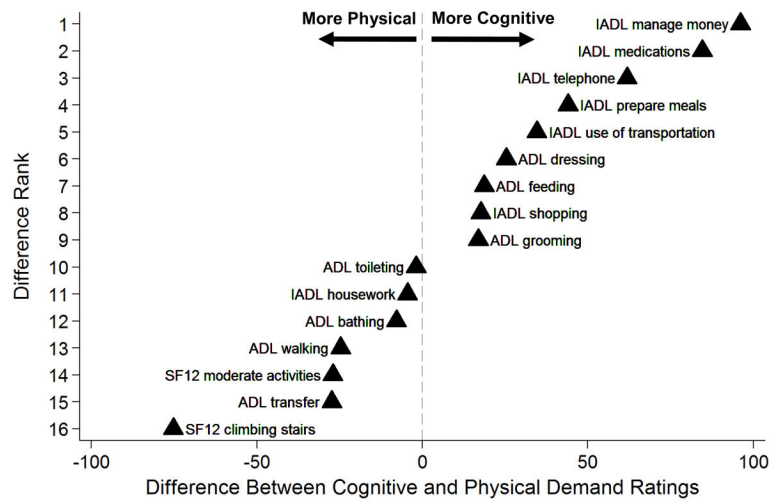 More Physical
More Cognitive
Difference Rank
1
IADL manage money
2
IADL medications
3
IADL telephone
4
IADL prepare meals
5
IADL use of transportation
6
ADL dressing
7
ADL feeding
8
IADL shopping
9
ADL grooming
10
ADL toileting
11
IADL housework
12
ADL bathing
13
ADL walking
14
SF12 moderate activities
15
ADL transfer
16
SF12 climbing stairs
-100
-50
0
50
100
Difference Between Cognitive and Physical Demand Ratings